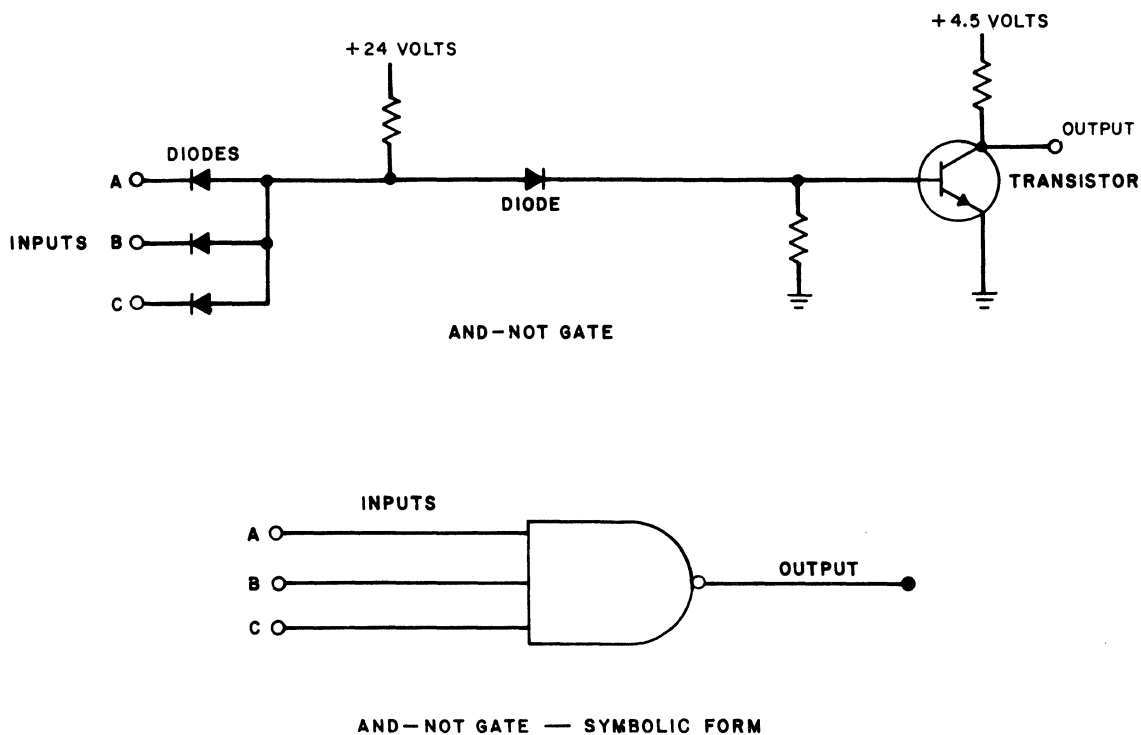 +4.5 VOLTS
+24 VOLTS
OUTPUT
DIODES
A
TRANSISTOR
DIODE
INPUTS B
C
AND-NOT GATE
INPUTS
A
B
OUTPUT
C
AND-NOT GATE — SYMBOLIC FORM